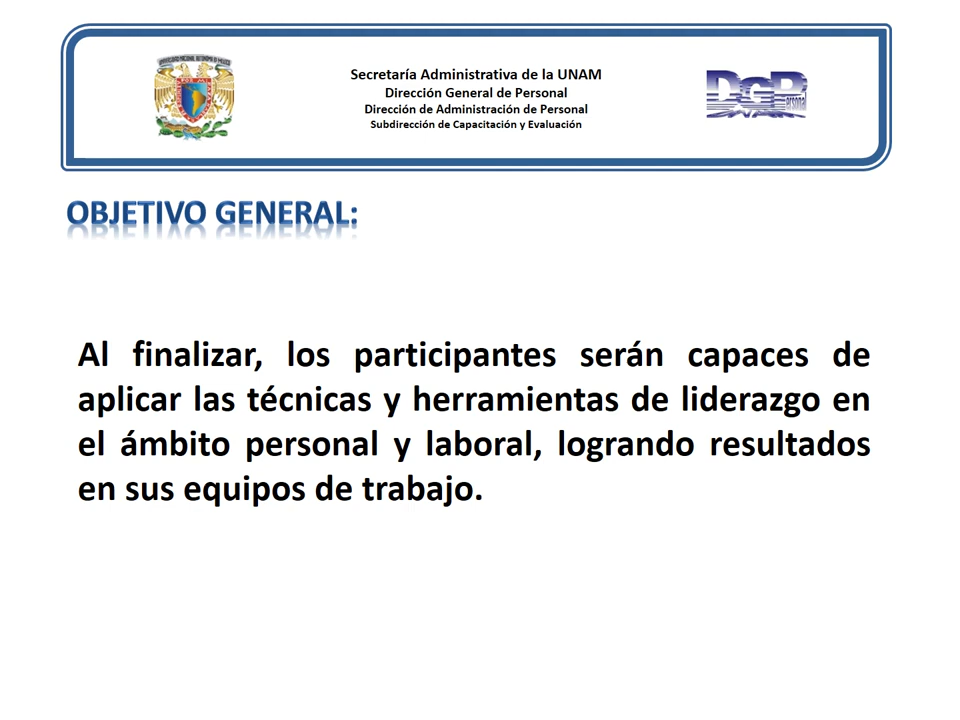 Secretaría Administrativa de la UNAM
Dirección General de Personal
Dirección de Administración de Personal
Subdirección de Capacitación y Evaluación
DGP
ersonal
OBJETIVO GENERAL:
Al finalizar, los participantes serán capaces de
aplicar las técnicas y herramientas de liderazgo en
el ámbito personal y laboral, logrando resultados
en sus equipos de trabajo.